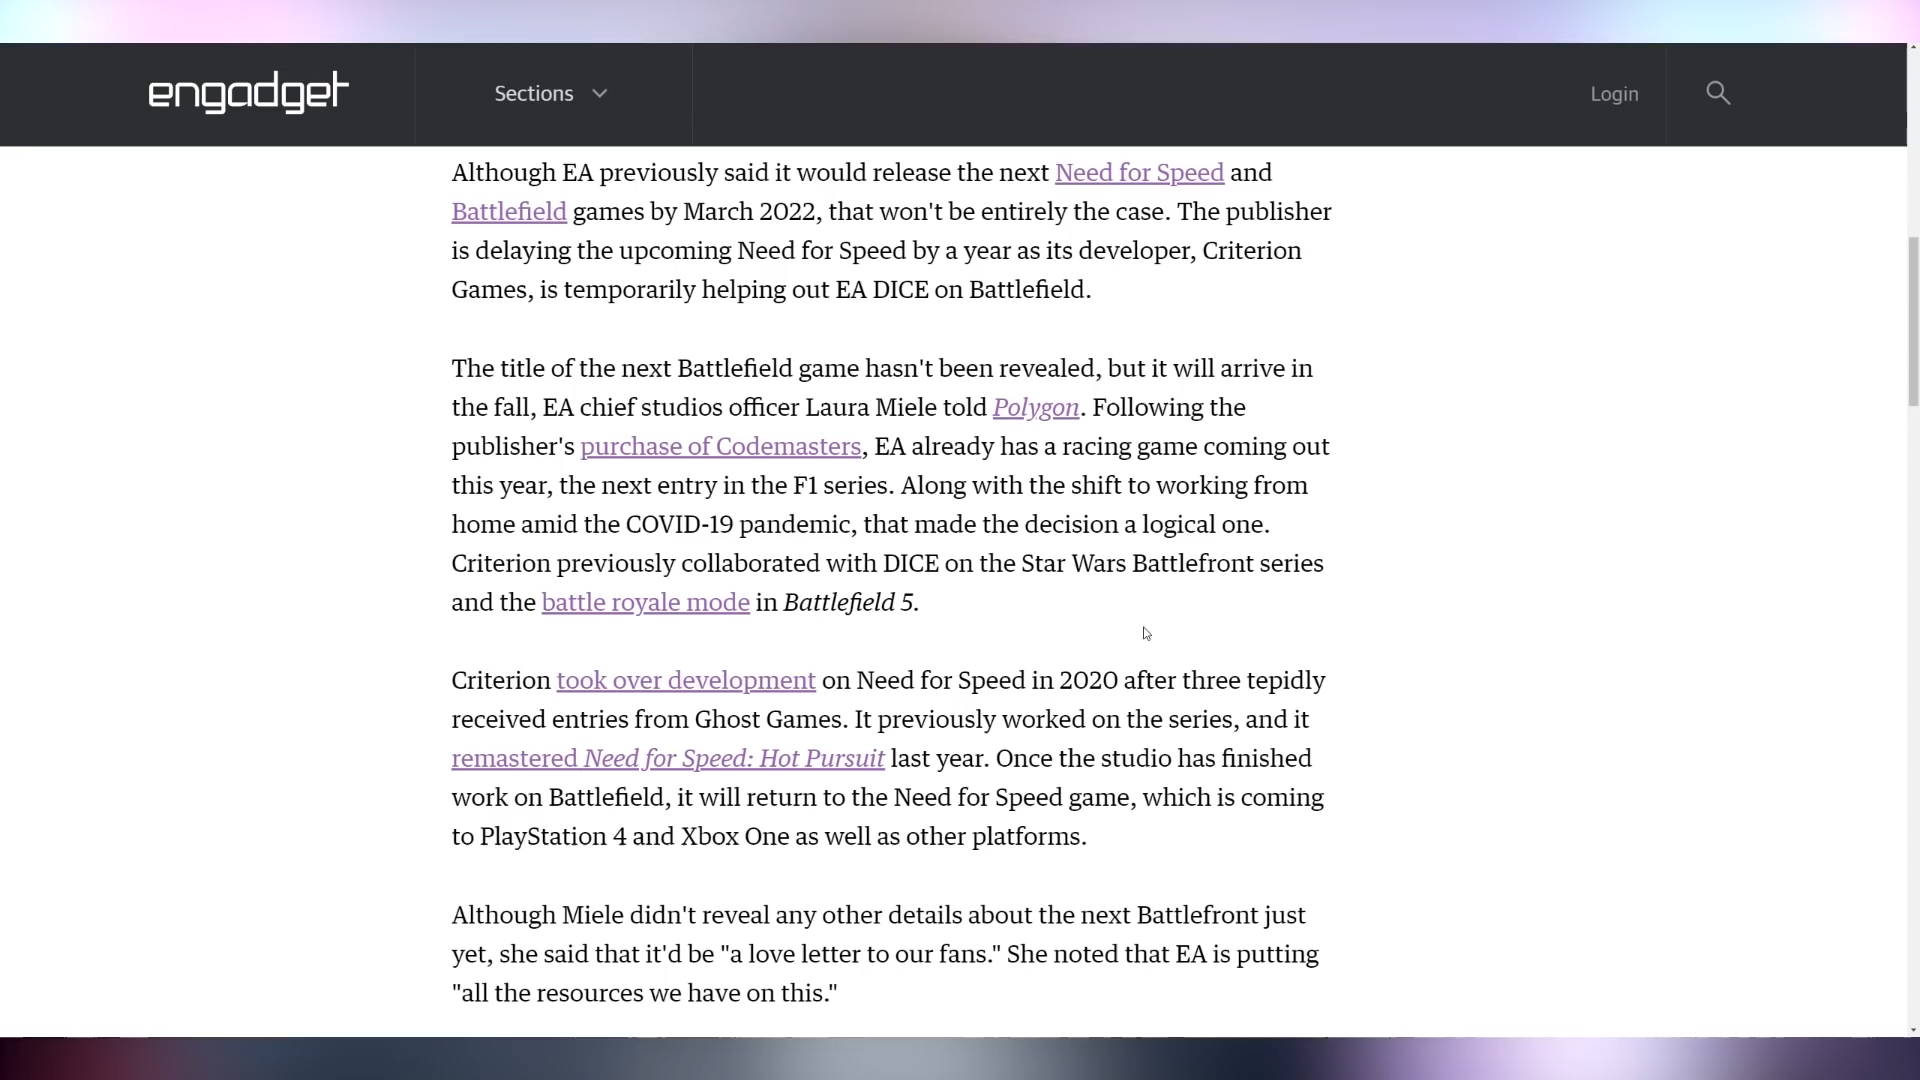 engadget
Sections
Login
Although EA previously said it would release the next Need for Speed and
Battlefield games by March 2022, that won't be entirely the case. The publisher
is delaying the upcoming Need for Speed by a year as its developer, Criterion
Games, is temporarily helping out EA DICE on Battlefield.
The title of the next Battlefield game hasn't been revealed, but it will arrive in
the fall, EA chief studios officer Laura Miele told Polygon. Following the
publisher's purchase of Codemasters, EA already has a racing game coming out
this year, the next entry in the F1 series. Along with the shift to working from
home amid the COVID-19 pandemic, that made the decision a logical one.
Criterion previously collaborated with DICE on the Star Wars Battlefront series
and the battle royale mode in Battlefield 5.
Criterion took over development on Need for Speed in 2020 after three tepidly
received entries from Ghost Games. It previously worked on the series, and it
remastered Need for Speed: Hot Pursuit last year. Once the studio has finished
work on Battlefield, it will return to the Need for Speed game, which is coming
to PlayStation 4 and Xbox One as well as other platforms.
Although Miele didn't reveal any other details about the next Battlefront just
yet, she said that it'd be "a love letter to our fans." She noted that EA is putting
"all the resources we have on this."